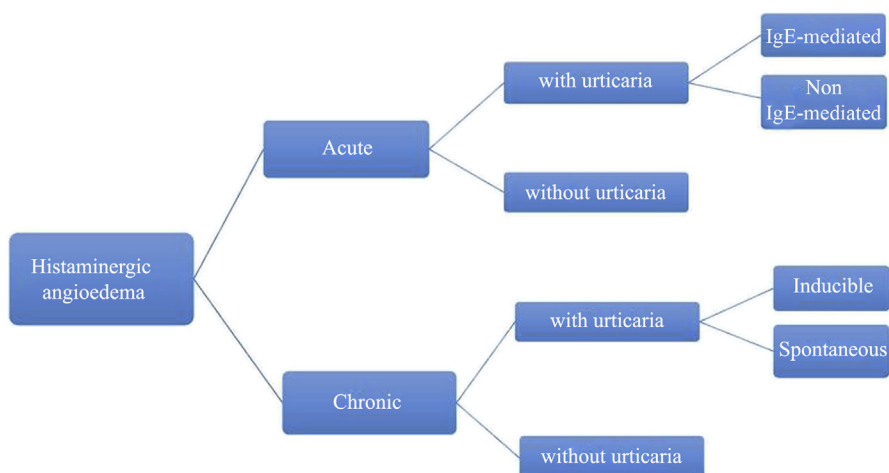 IgE-mediated
with urticaria
Non
IgE-mediated
Acute
without urticaria
Histaminergic
angioedema
Inducible
with urticaria
Spontaneous
Chronic
without urticaria